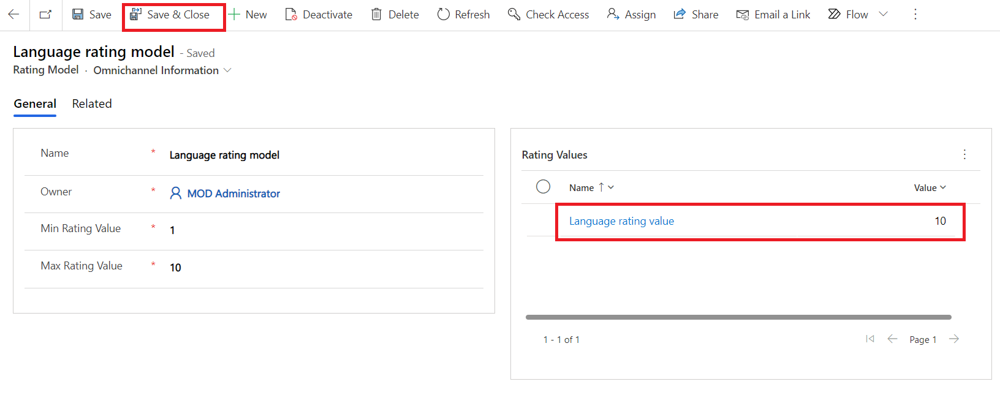 Save Save & Close New Deactivate Delete Refresh Check Access Assign Share Email a Link Flow
Language rating model - Saved
Rating Model · Omnichannel Information
General Related
Name * Language rating model
Owner * MOD Administrator
Min Rating Value * 1
Max Rating Value * 10
Rating Values
Name ↑ Value
Language rating value 10
1 - 1 of 1 Page 1